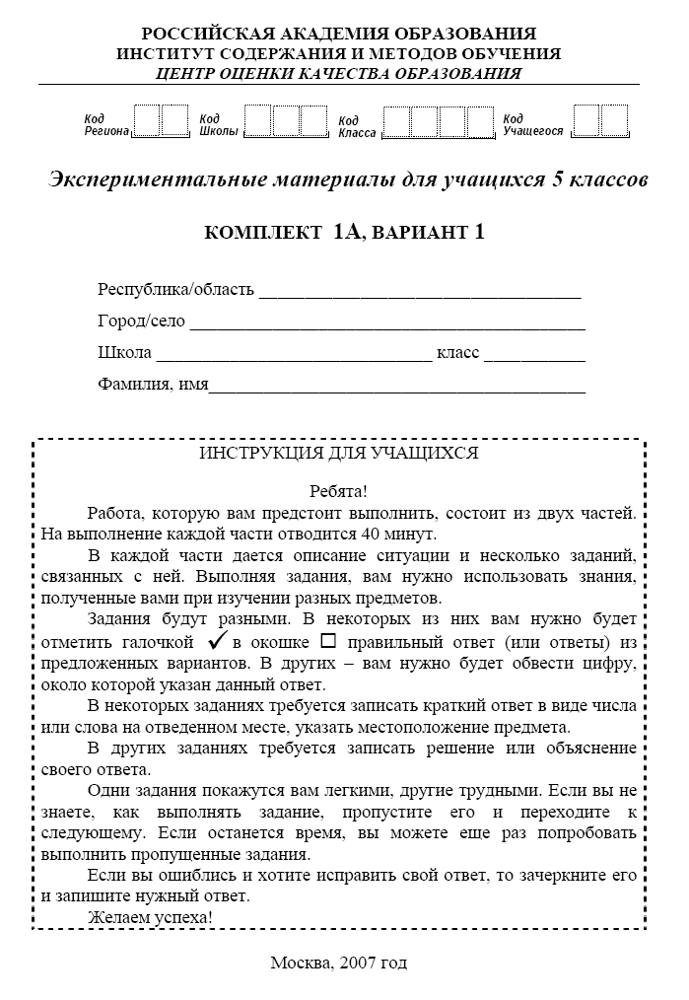 РОССИЙСКАЯ АКАДЕМИЯ ОБРАЗОВАНИЯ
ИНСТИТУТ СОДЕРЖАНИЯ И МЕТОДОВ ОБУЧЕНИЯ
ЦЕНТР ОЦЕНКИ КАЧЕСТВА ОБРАЗОВАНИЯ
Код Региона
Код Школы
Код Класса
Код Учащегося
Экспериментальные материалы для учащихся 5 классов
КОМПЛЕКТ 1А, ВАРИАНТ 1
Республика/область ___________________________________
Город/село ___________________________________________
Школа ______________________________ класс ___________
Фамилия, имя_________________________________________
ИНСТРУКЦИЯ ДЛЯ УЧАЩИХСЯ
Ребята!
Работа, которую вам предстоит выполнить, состоит из двух частей.
На выполнение каждой части отводится 40 минут.
В каждой части дается описание ситуации и несколько заданий,
связанных с ней. Выполняя задания, вам нужно использовать знания,
полученные вами при изучении разных предметов.
Задания будут разными. В некоторых из них вам нужно будет
отметить галочкой ✓ в окошке ☐ правильный ответ (или ответы) из
предложенных вариантов. В других – вам нужно будет обвести цифру,
около которой указан данный ответ.
В некоторых заданиях требуется записать краткий ответ в виде числа
или слова на отведенном месте, указать местоположение предмета.
В других заданиях требуется записать решение или объяснение
своего ответа.
Одни задания покажутся вам легкими, другие трудными. Если вы не
знаете, как выполнять задание, пропустите его и переходите к
следующему. Если останется время, вы можете еще раз попробовать
выполнить пропущенные задания.
Если вы ошиблись и хотите исправить свой ответ, то зачеркните его
и запишите нужный ответ.
Желаем успеха!
Москва, 2007 год